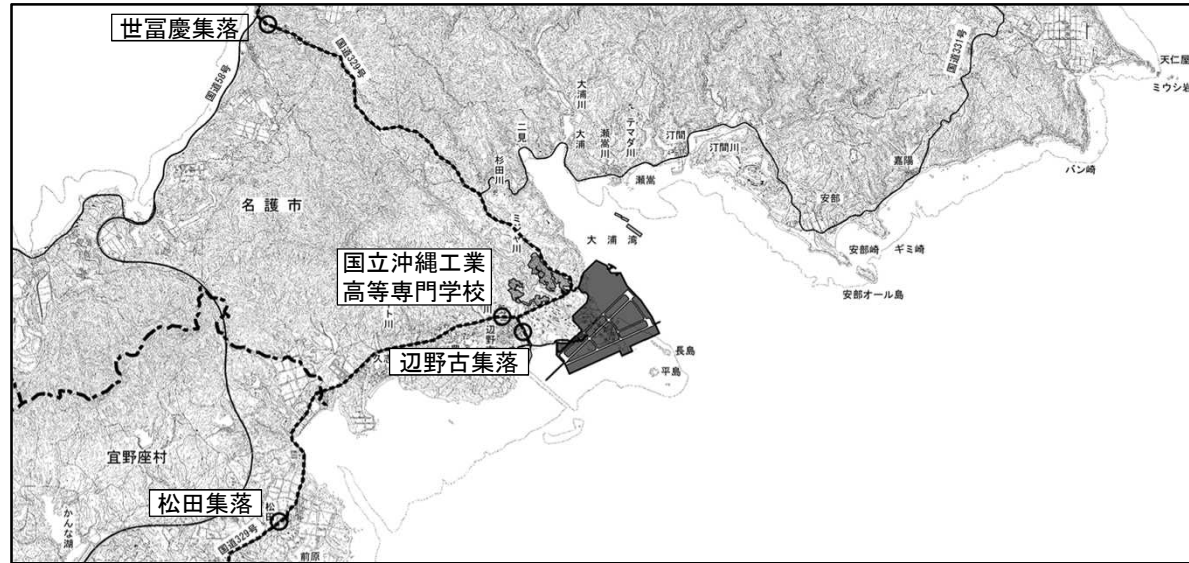 世冨慶集落
国道58号
国道329号
国道331号
天仁屋
ミウシ岩
バン崎
嘉陽
大浦川
大浦
瀬嵩川
テマダ川
汀間
汀間川
二見
杉田川
瀬嵩
安部
安部崎
ギミ崎
安部オール島
名護市
大浦湾
国立沖縄工業
高等専門学校
辺野古集落
長島
平島
宜野座村
松田集落
松田
国道329号
かんな湖
前原